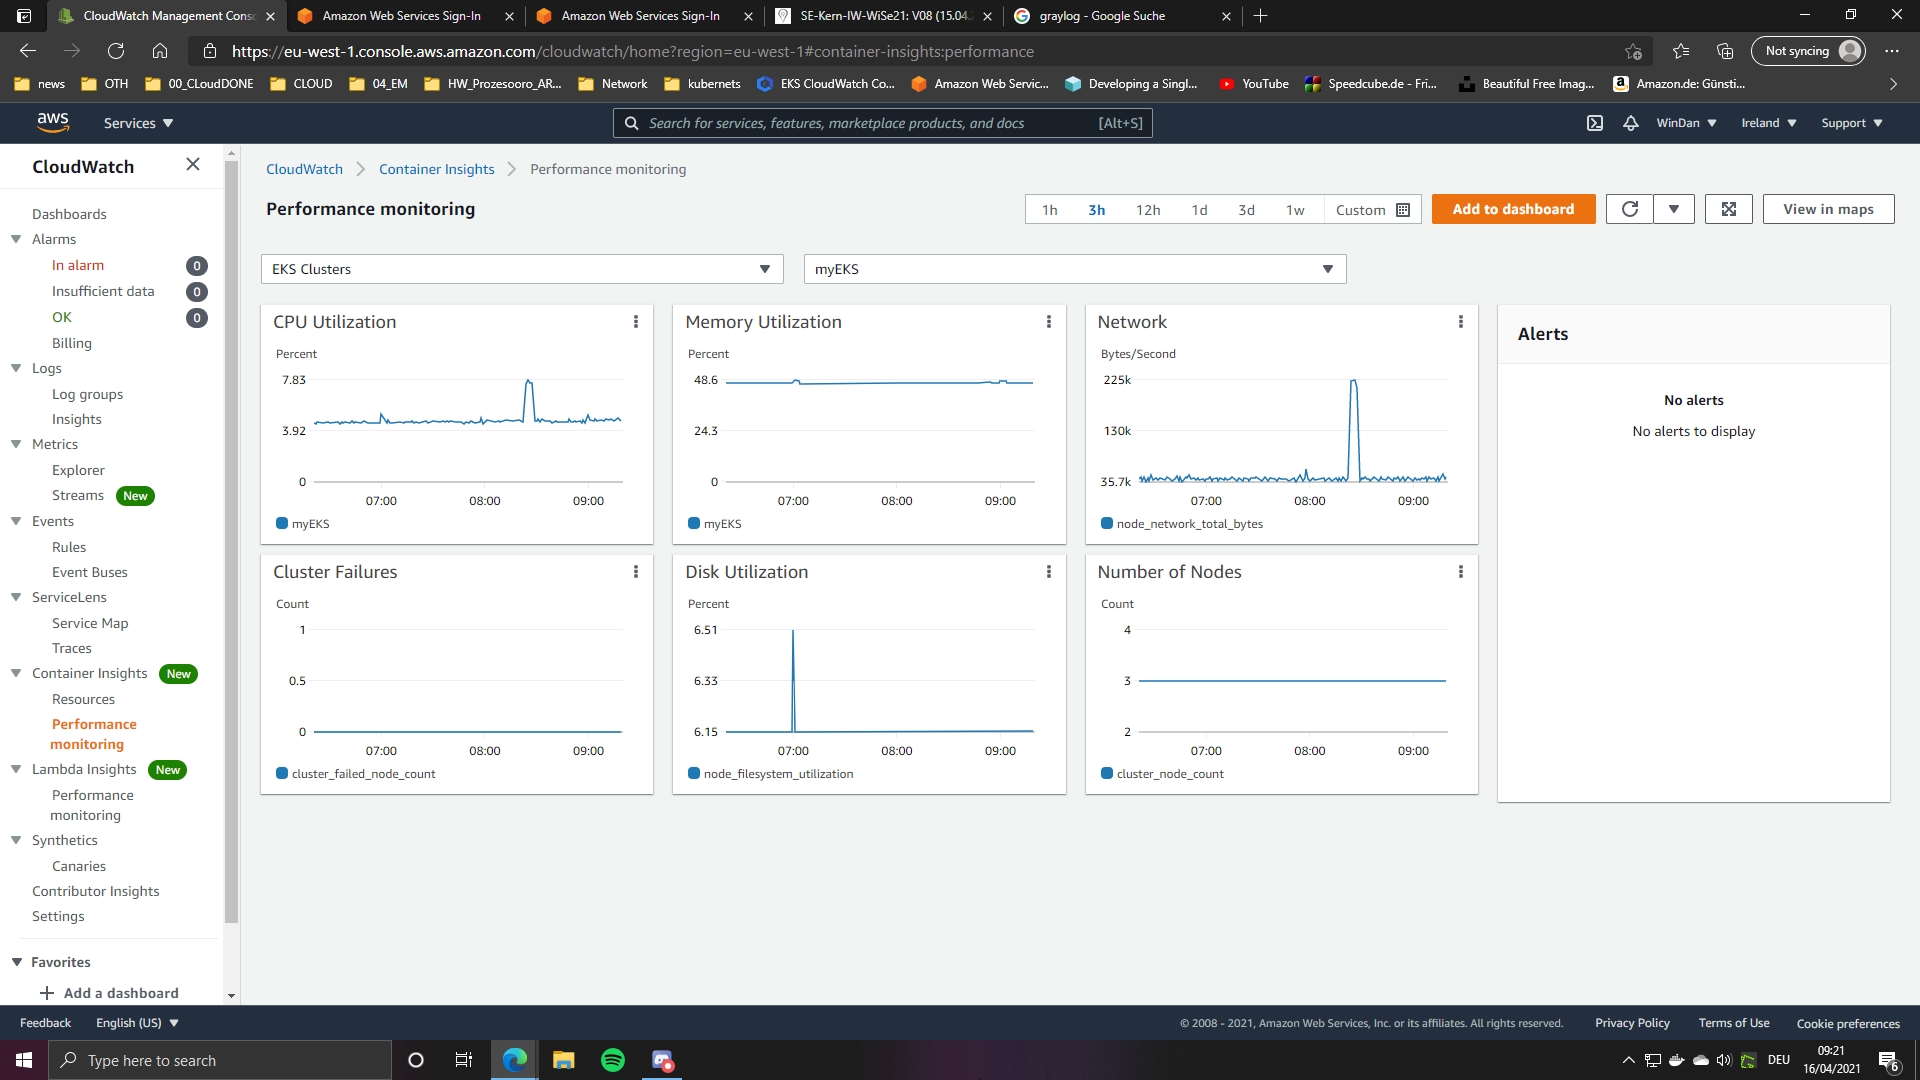 CloudWatch Management Conso
Amazon Web Services Sign-In
Amazon Web Services Sign-In
SE-Kern-IW-WiSe21: V08 (15.04.2
graylog - Google Suche
https://eu-west-1.console.aws.amazon.com/cloudwatch/home?region=eu-west-1#container-insights:performance
Not syncing
news
OTH
00_CLoudDONE
CLOUD
04_EM
HW_Prozesooro_AR...
Network
kubernets
EKS CloudWatch Co...
Amazon Web Servic...
Developing a Singl...
YouTube
Speedcube.de - Fri...
Beautiful Free Imag...
Amazon.de: Günsti...
aws
Services
Search for services, features, marketplace products, and docs
[Alt+S]
WinDan
Ireland
Support
CloudWatch
Dashboards
Alarms
In alarm 0
Insufficient data 0
OK 0
Billing
Logs
Log groups
Insights
Metrics
Explorer
Streams New
Events
Rules
Event Buses
ServiceLens
Service Map
Traces
Container Insights New
Resources
Performance
monitoring
Lambda Insights New
Performance
monitoring
Synthetics
Canaries
Contributor Insights
Settings
Favorites
Add a dashboard
CloudWatch
Container Insights
Performance monitoring
Performance monitoring
1h 3h 12h 1d 3d 1w Custom
Add to dashboard
View in maps
EKS Clusters
myEKS
CPU Utilization
Percent
7.83
3.92
0
07:00 08:00 09:00
myEKS
Memory Utilization
Percent
48.6
24.3
0
07:00 08:00 09:00
myEKS
Network
Bytes/Second
225k
130k
35.7k
07:00 08:00 09:00
node_network_total_bytes
Alerts
No alerts
No alerts to display
Cluster Failures
Count
1
0.5
0
07:00 08:00 09:00
cluster_failed_node_count
Disk Utilization
Percent
6.51
6.33
6.15
07:00 08:00 09:00
node_filesystem_utilization
Number of Nodes
Count
4
3
2
07:00 08:00 09:00
cluster_node_count
Feedback
English (US)
© 2008 - 2021, Amazon Web Services, Inc. or its affiliates. All rights reserved.
Privacy Policy
Terms of Use
Cookie preferences
Type here to search
DEU
09:21
16/04/2021
6